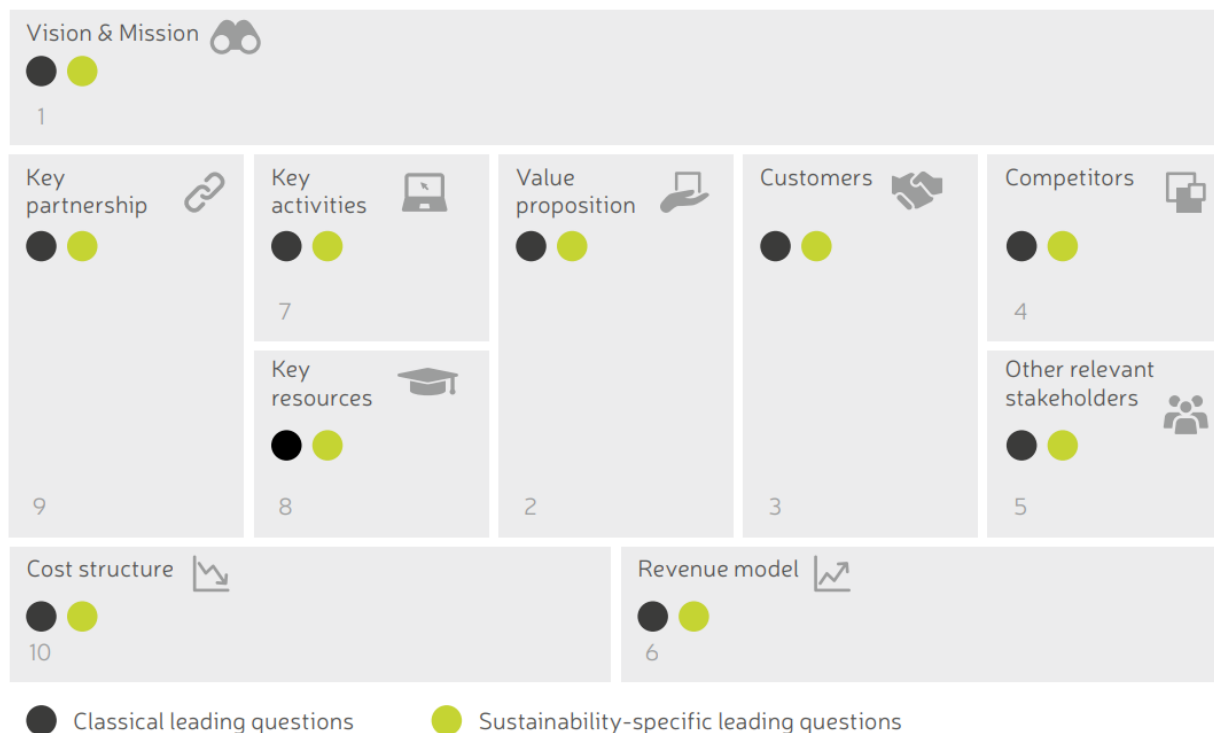 Vision & Mission
1
Key
partnership
9
Key
activities
7
Key
resources
8
Value
proposition
2
Customers
3
Competitors
4
Other relevant
stakeholders
5
Cost structure
10
Revenue model
6
Classical leading questions
Sustainability-specific leading questions